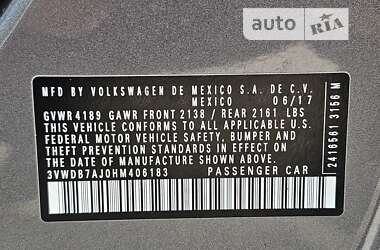 auto RIA
MFD BY VOLKSWAGEN DE MEXICO S.A. DE C.V.
MEXICO 06/17
GVWR 4189 GAWR FRONT 2138 / REAR 2161 LBS
THIS VEHICLE CONFORMS TO ALL APPLICABLE U.S.
FEDERAL MOTOR VEHICLE SAFETY, BUMPER AND
THEFT PREVENTION STANDARDS IN EFFECT ON
THE DATE OF MANUFACTURE SHOWN ABOVE
3VWDB7AJ0HM406183 PASSENGER CAR
2416561 3158 M